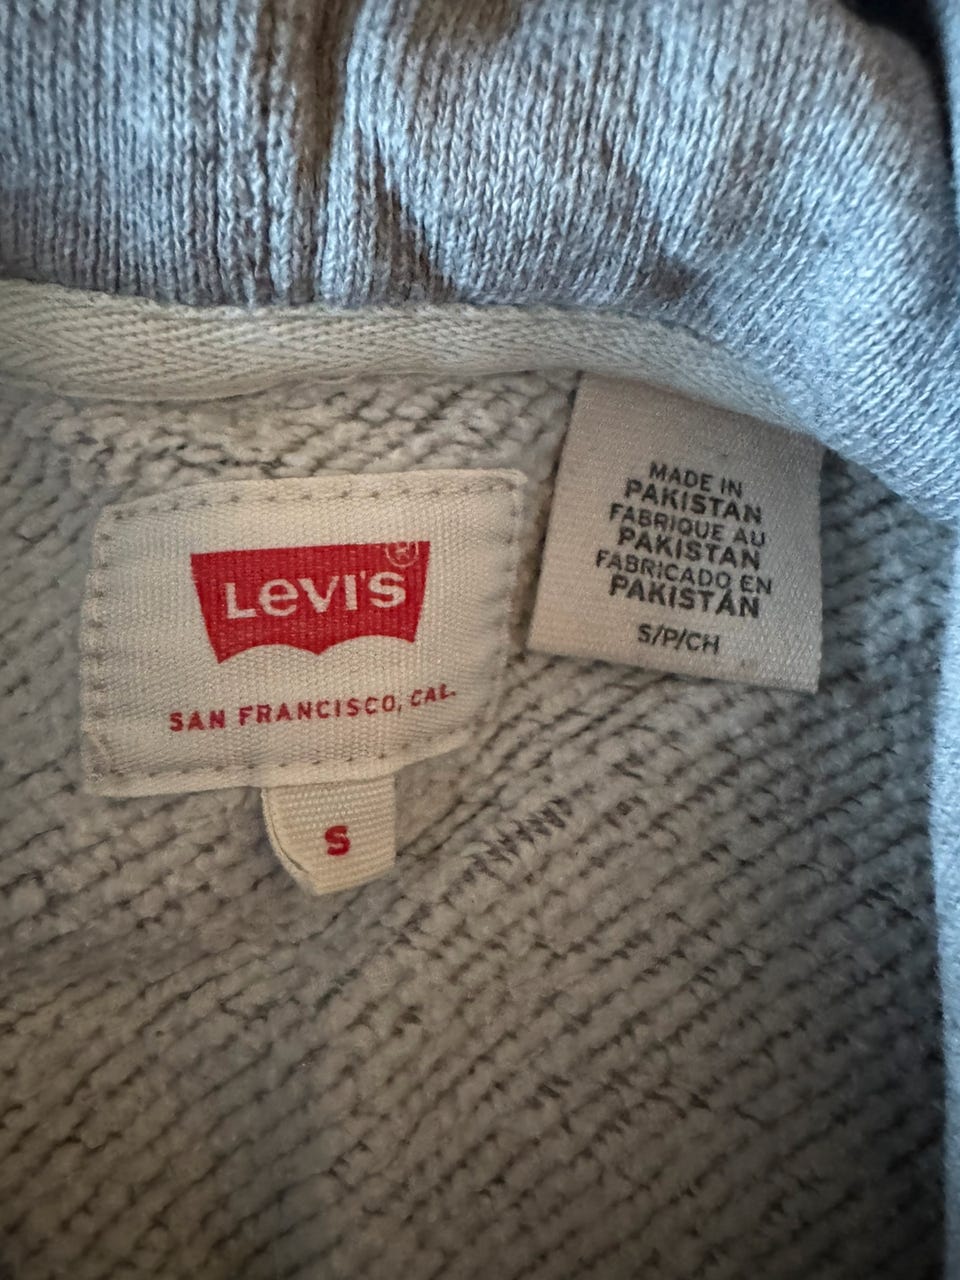 LEVI'S ®
SAN FRANCISCO, CAL.
S
MADE IN
PAKISTAN
FABRIQUE AU
PAKISTAN
FABRICADO EN
PAKISTÁN
S/P/CH